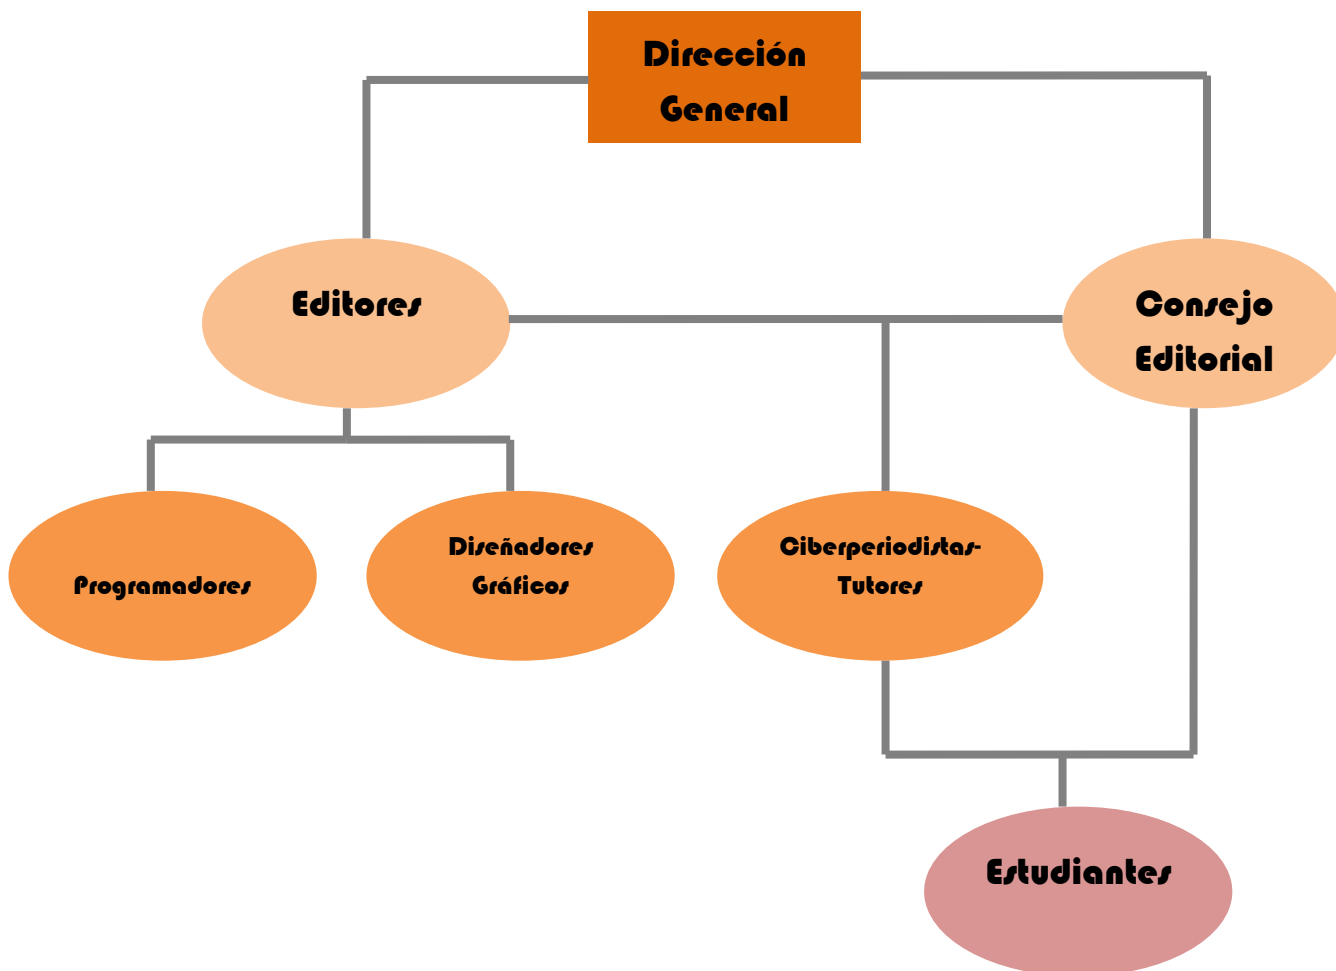 Dirección
General
Editores
Consejo
Editorial
Programadores
Diseñadores
Gráficos
Ciberperiodistas-
Tutores
Estudiantes